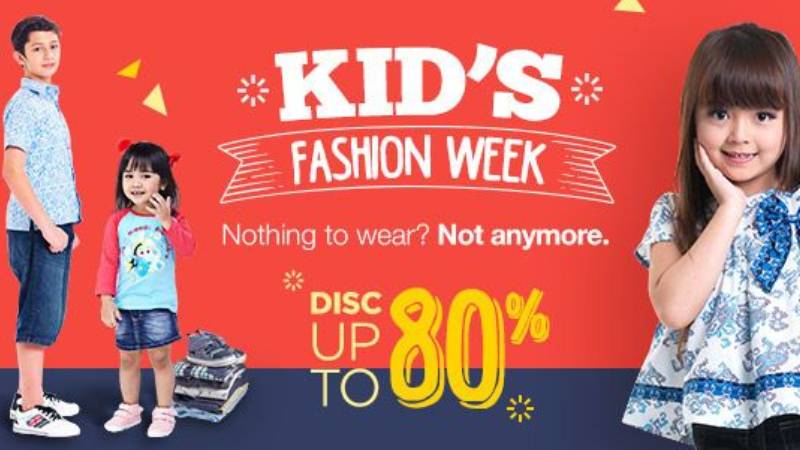 KID'S
FASHION WEEK
Nothing to wear? Not anymore.
DISC
UP
TO
80%